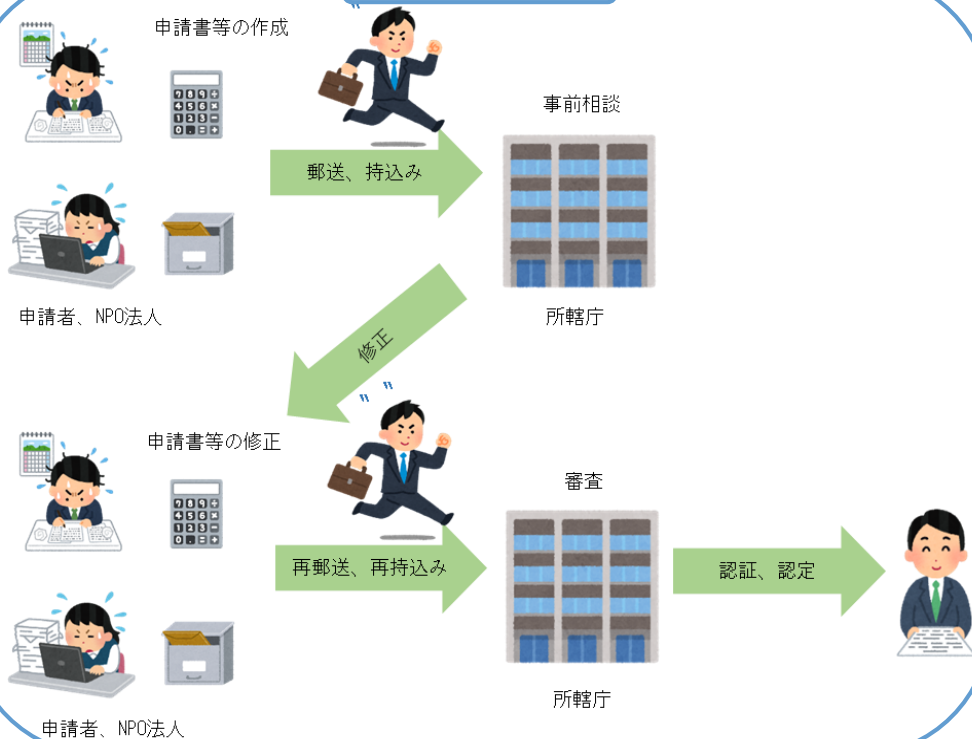 申請書等の作成
事前相談
郵送、持込み
申請者、NPO法人
所轄庁
修正
申請書等の修正
審査
再郵送、再持込み
認証、認定
所轄庁
申請者、NPO法人